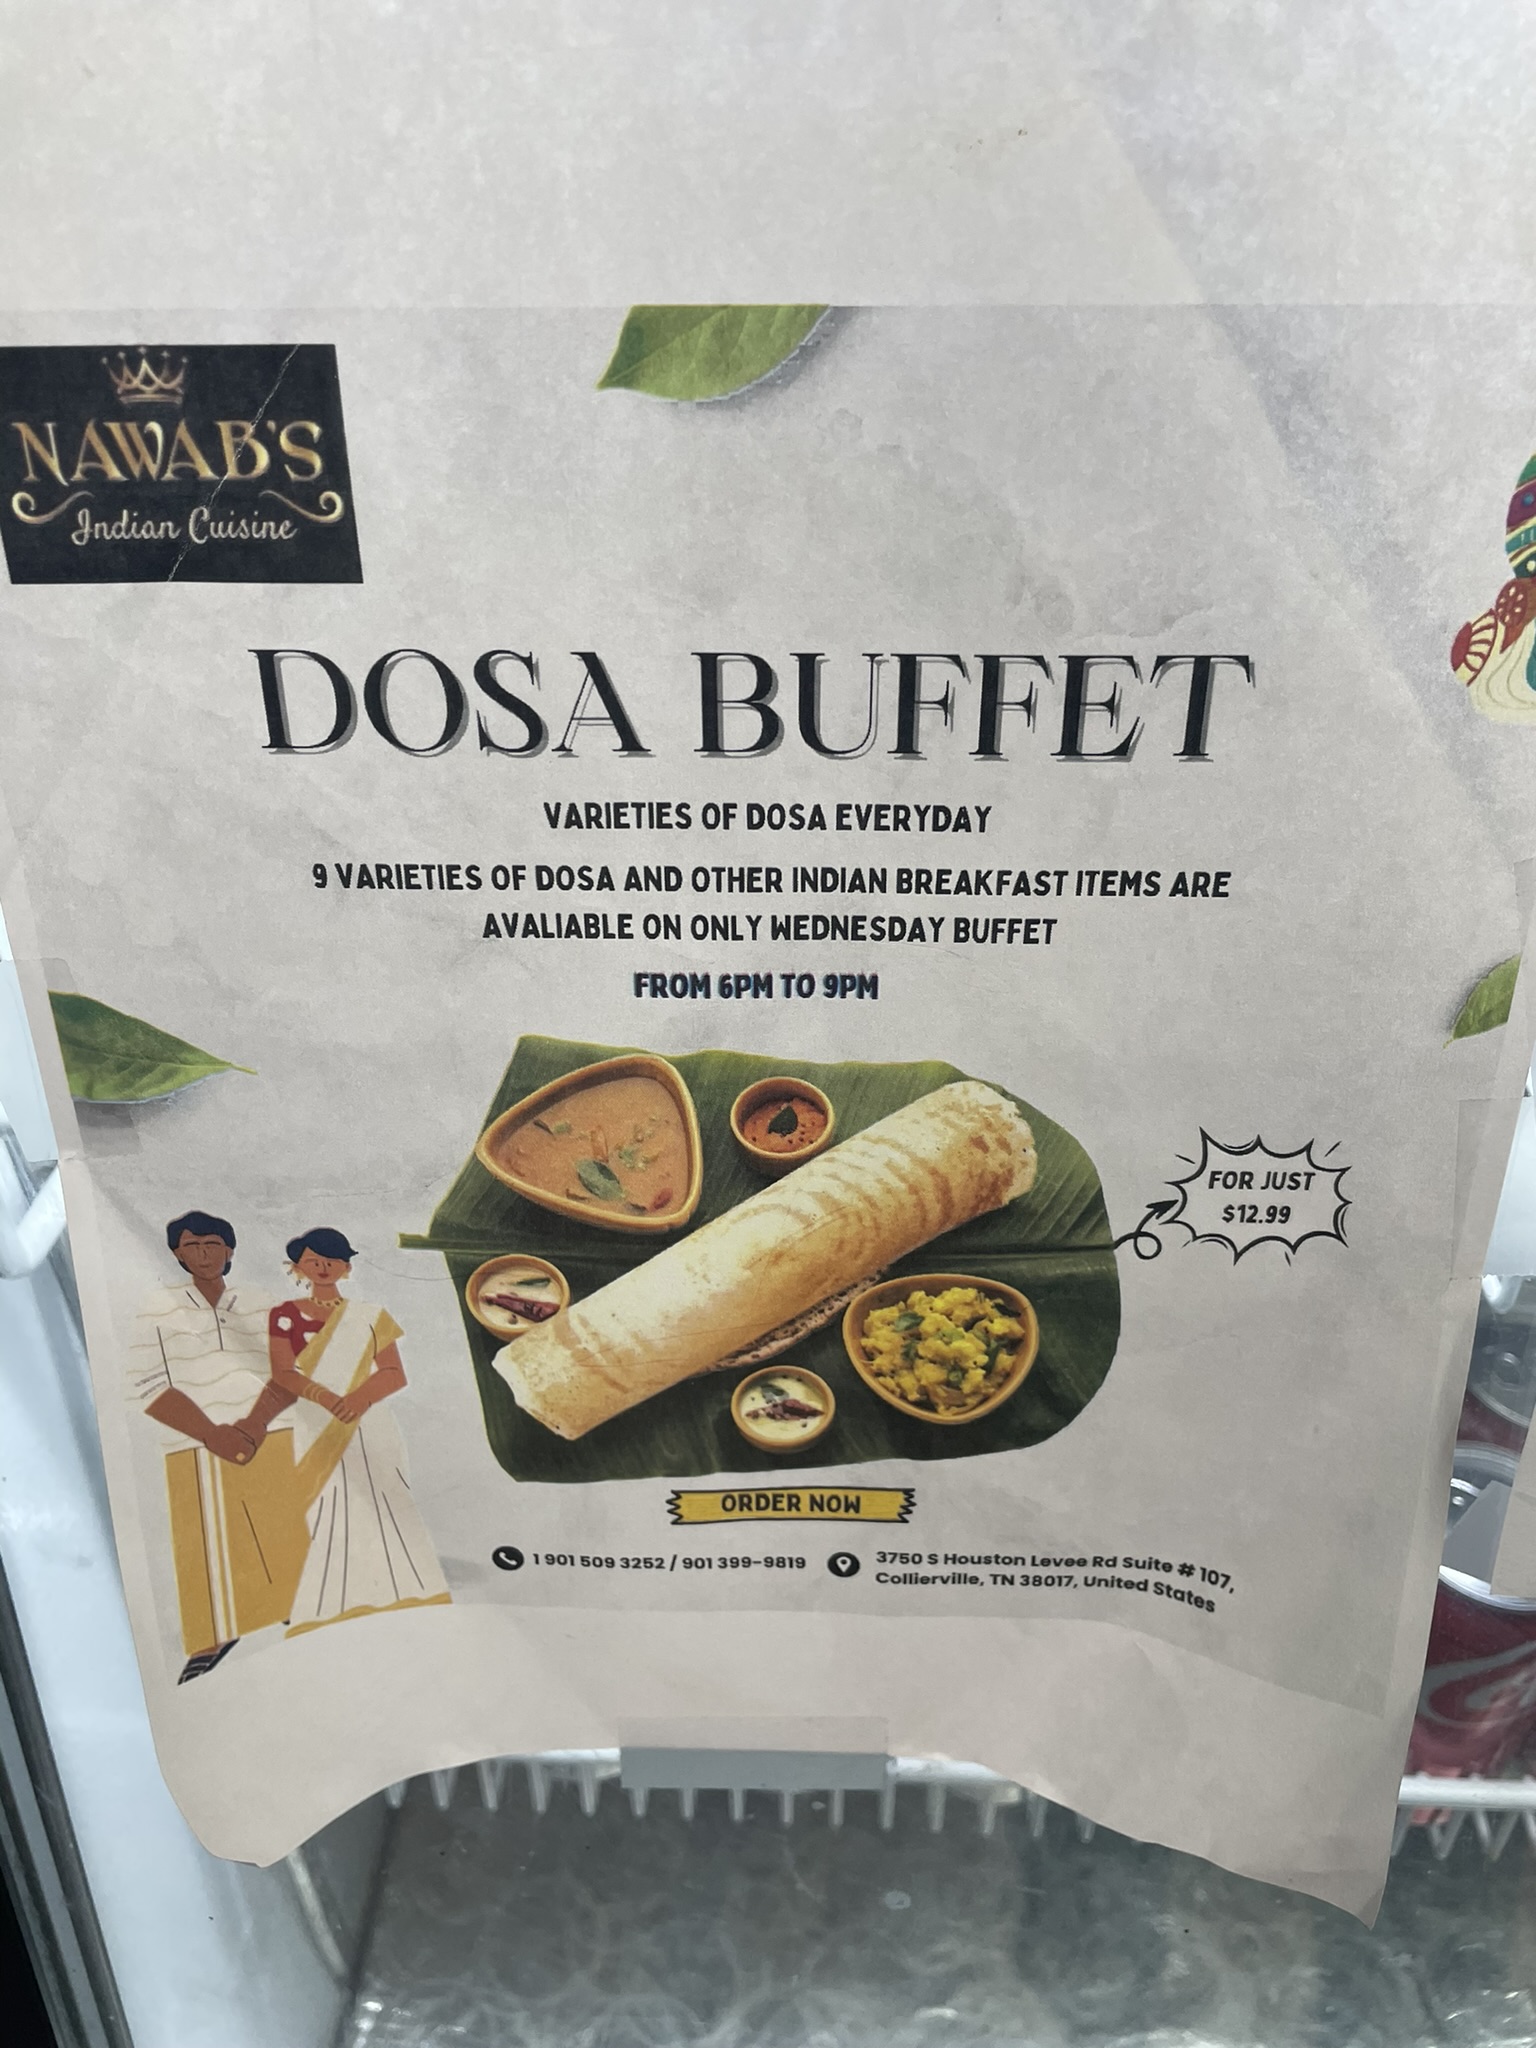 NAWAB'S
Indian Cuisine
DOSA BUFFET
VARIETIES OF DOSA EVERYDAY
9 VARIETIES OF DOSA AND OTHER INDIAN BREAKFAST ITEMS ARE
AVALIABLE ON ONLY WEDNESDAY BUFFET
FROM 6PM TO 9PM
FOR JUST
$12.99
ORDER NOW
1 901 509 3252 / 901 399-9819
3750 S Houston Levee Rd Suite # 107,
Collierville, TN 38017, United States